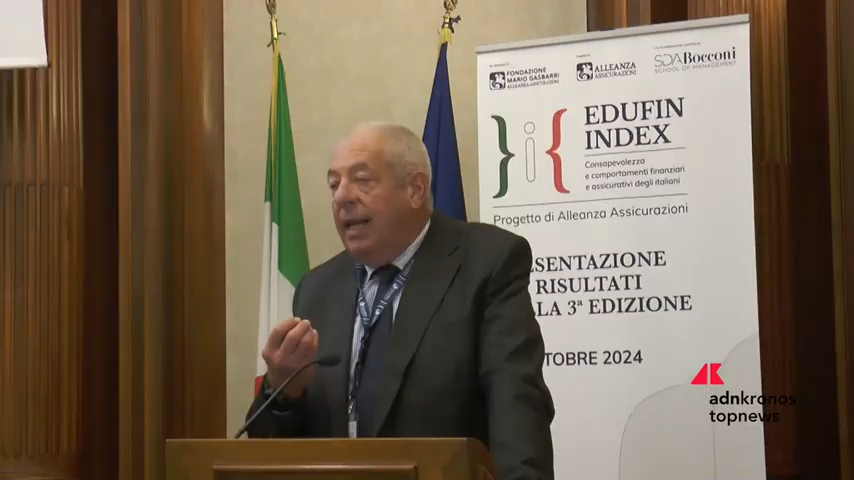 FONDAZIONE
MARIO GASBARRI
ALLEANZA ASSICURAZIONI
ALLEANZA
ASSICURAZIONI
SDA Bocconi
SCHOOL OF MANAGEMENT
}i{
EDUFIN
INDEX
Consapevolezza
e comportamenti finanziari
e assicurativi degli italiani
Progetto di Alleanza Assicurazioni
ESENTAZIONE
RISULTATI
LA 3ª EDIZIONE
TOBRE 2024
adnkronos
topnews